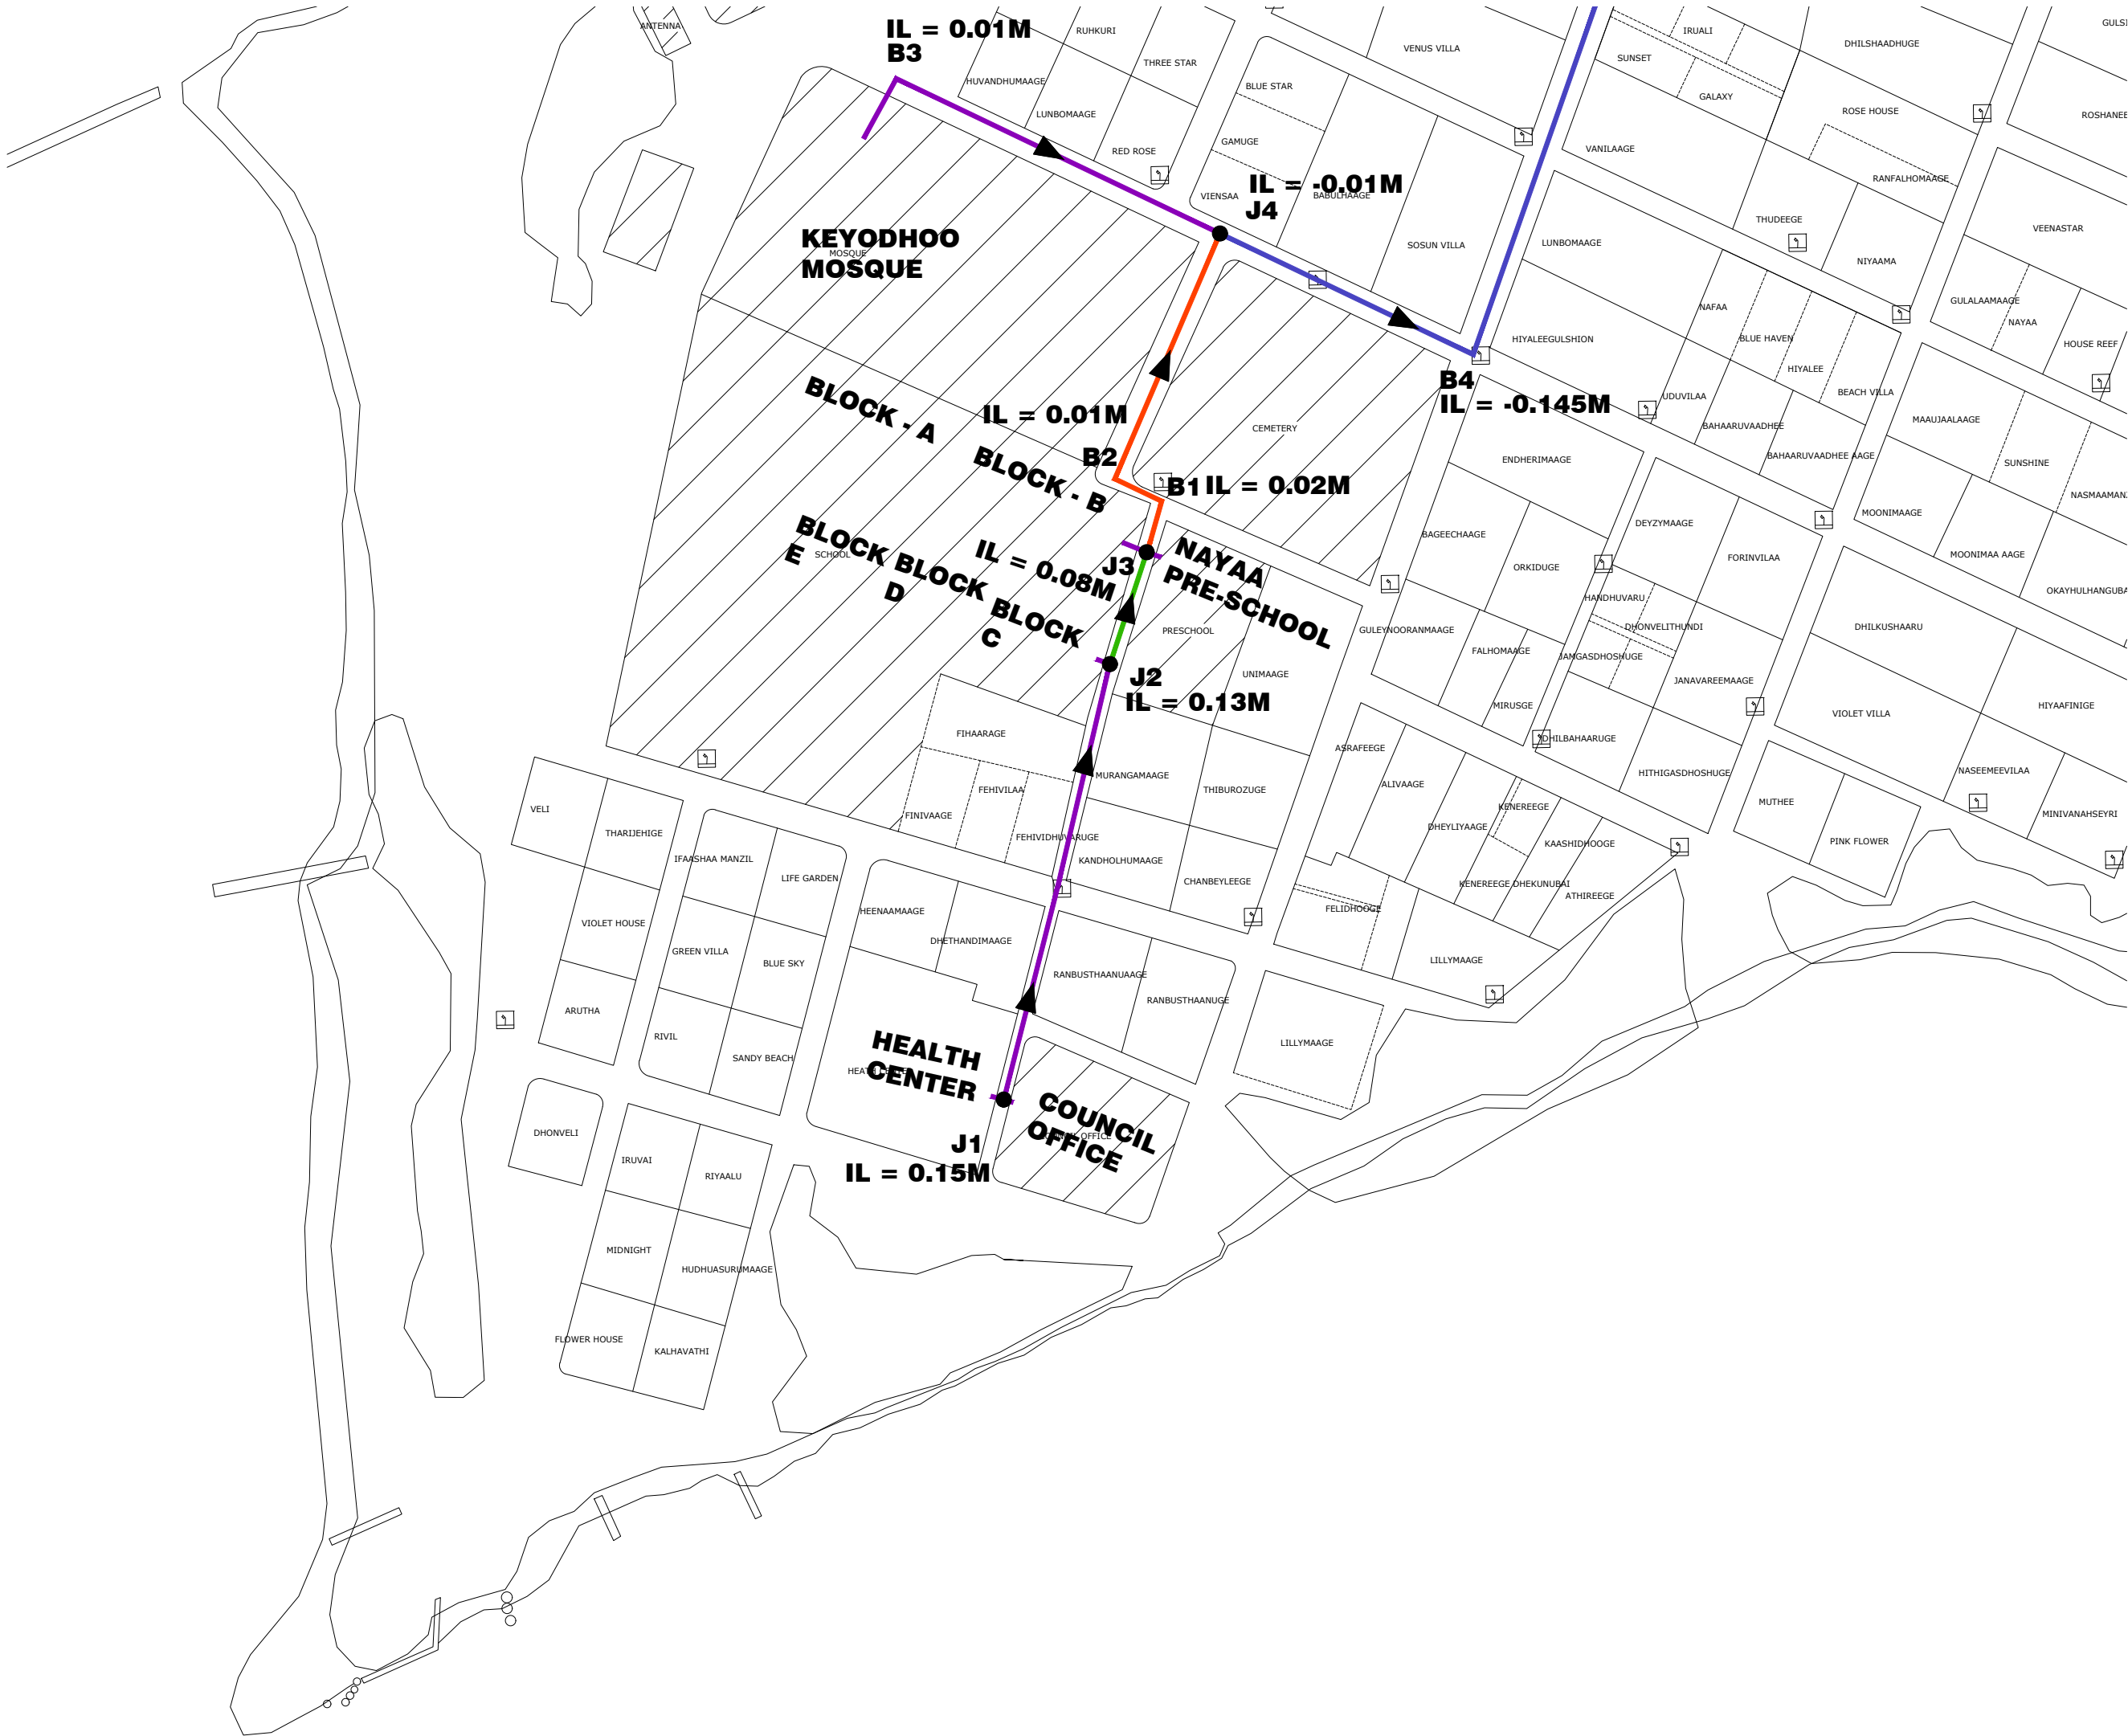 ANTENNA
IL = 0.01M
B3
RUHKURI
THREE STAR
HUVANDHUMAAGE
LUNBOMAAGE
RED ROSE
VENUS VILLA
BLUE STAR
GAMUGE
VIENSAA
IL = -0.01M
J4
BABULHAAGE
SOSUN VILLA
IRUALI
SUNSET
GALAXY
DHILSHAADHUGE
ROSE HOUSE
ROSHANEE
VANILAAGE
RANFALHOMAAGE
THUDEEGE
NIYAAMA
VEENASTAR
LUNBOMAAGE
KEYODHOO
MOSQUE
MOSQUE
NAFAA
BLUE HAVEN
HIYALEE
BEACH VILLA
GULALAAMAAGE
NAYAA
HOUSE REEF
HIYALEEGULSHION
B4
IL = -0.145M
UDUVILAA
BAHAARUVAADHEE
BAHAARUVAADHEE AAGE
MAAUJAALAAGE
SUNSHINE
BLOCK - A
IL = 0.01M
B2
BLOCK - B
CEMETERY
B1 IL = 0.02M
ENDHERIMAAGE
MOONIMAAGE
MOONIMAA AAGE
BAGEECHAAGE
ORKIDUGE
DEYZYMAAGE
FORINVILAA
BLOCK
E
BLOCK
D
BLOCK
C
SCHOOL
IL = 0.08M
J3
NAYAA
PRE-SCHOOL
PRESCHOOL
UNIMAAGE
HANDHUVARU
DHONVELITHUNDI
JAMGASDHOSHUGE
JANAVAREEMAAGE
DHILKUSHAARU
GULEYNOORANMAAGE
FALHOMAAGE
MIRUSGE
J2
IL = 0.13M
VIOLET VILLA
HIYAAFINIGE
FIHAARAGE
FEHIVILAA
FINIVAAGE
FEHIVIDHUVARUGE
MURANGAMAAGE
THIBUROZUGE
KANDHOLHUMAAGE
CHANBEYLEEGE
ASRAFEEGE
ALIVAAGE
DHILBAHAARUGE
HITHIGASDHOSHUGE
NASEEMEEVILAA
MINIVANAHSEYRI
MUTHEE
PINK FLOWER
DHEYLIYAAGE
KENEREEGE
KAASHIDHOOGE
KENEREEGE DHEKUNUBAI
ATHIREEGE
FELIDHOOGE
LILLYMAAGE
VELI
THARIJEHIGE
IFAASHAA MANZIL
LIFE GARDEN
VIOLET HOUSE
GREEN VILLA
BLUE SKY
HEENAAMAAGE
DHETHANDIMAAGE
RANBUSTHAANUAAGE
RANBUSTHAANUGE
ARUTHA
RIVIL
SANDY BEACH
HEALTH
CENTER
LILLYMAAGE
COUNCIL
OFFICE
J1
IL = 0.15M
DHONVELI
IRUVAI
RIYAALU
MIDNIGHT
HUDHUASURUMAAGE
FLOWER HOUSE
KALHAVATHI